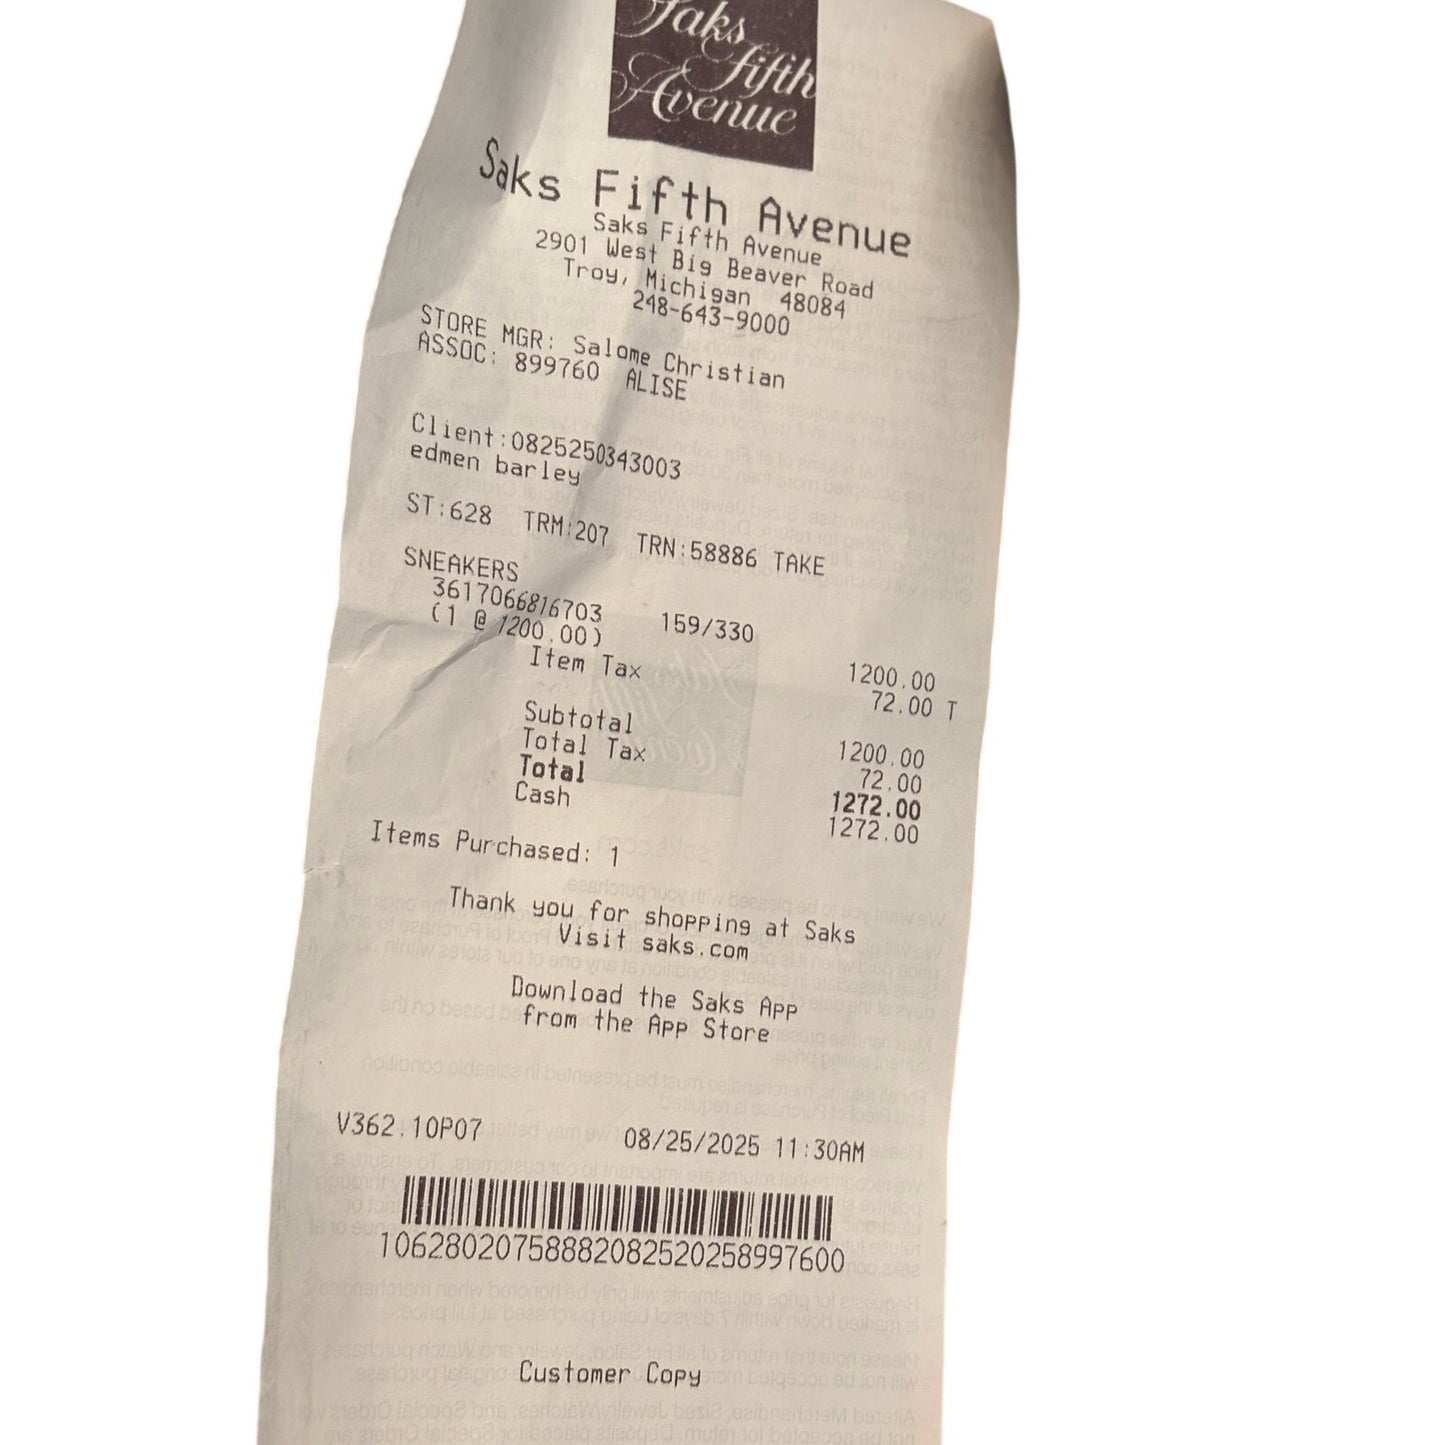 Saks
fifth
Avenue
Saks Fifth Avenue
Saks Fifth Avenue
2901 West Big Beaver Road
Troy, Michigan 48084
248-643-9000
STORE MGR: Salome Christian
ASSOC: 899760 ALISE
Client:0825250343003
edmen barley
ST:628 TRM:207 TRN:58886 TAKE
SNEAKERS
3617066816703 159/330
(1 @ 1200.00) 1200.00
Item Tax 72.00 T
Subtotal 1200.00
Total Tax 72.00
Total 1272.00
Cash 1272.00
Items Purchased: 1
Thank you for shopping at Saks
Visit saks.com
Download the Saks App
from the App Store
V362.10P07 08/25/2025 11:30AM
10628020758882082520258997600
Customer Copy